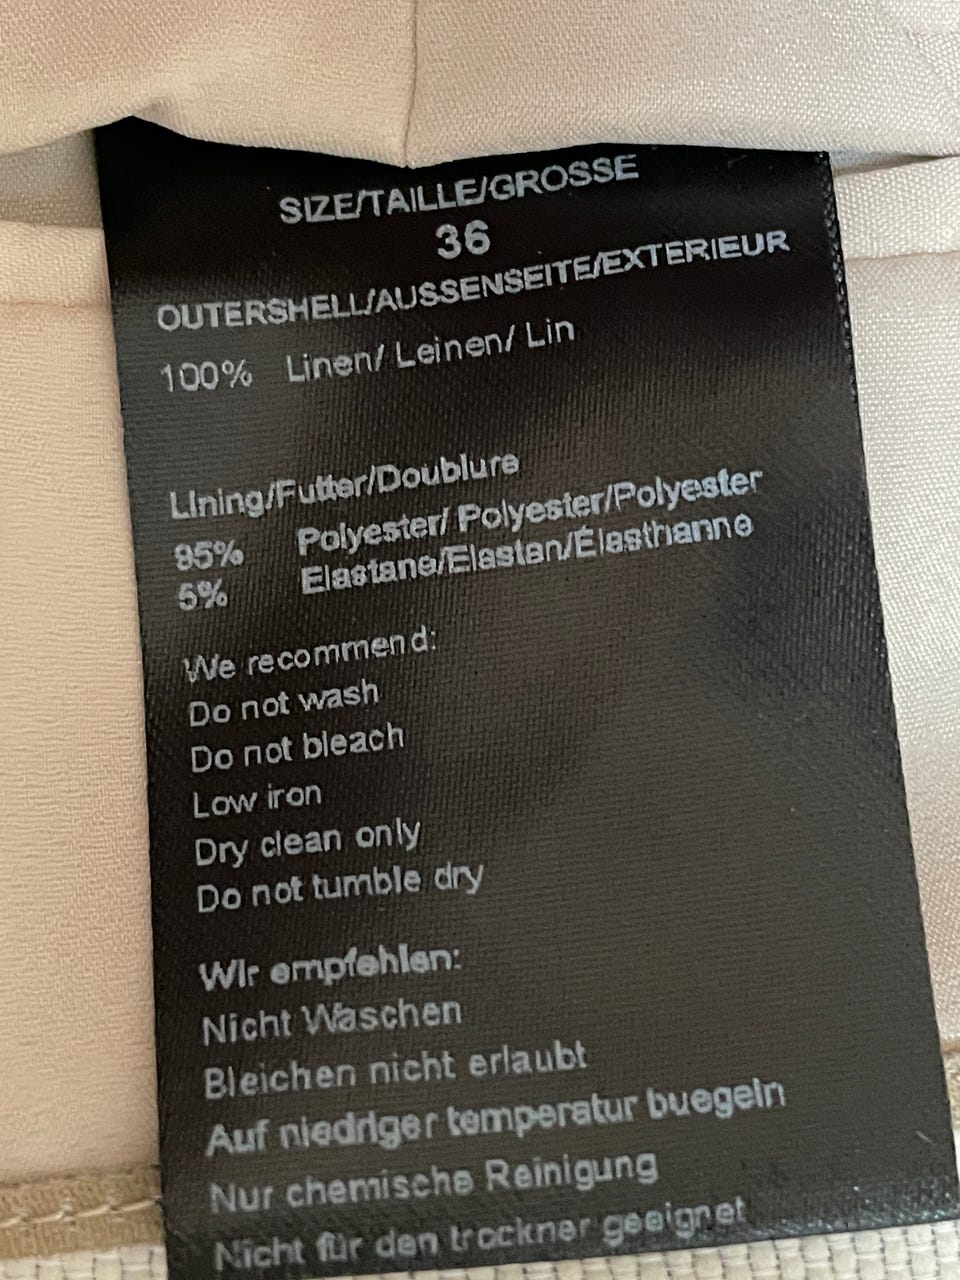 SIZE/TAILLE/GROSSE
36
OUTERSHELL/AUSSENSEITE/EXTERIEUR
100% Linen/ Leinen/ Lin
Lining/Futter/Doublure
95% Polyester/ Polyester/Polyester
5% Elastane/Elastan/Élasthanne
We recommend:
Do not wash
Do not bleach
Low iron
Dry clean only
Do not tumble dry
Wir empfehlen:
Nicht Waschen
Bleichen nicht erlaubt
Auf niedriger temperatur buegeln
Nur chemische Reinigung
Nicht für den trockner geeignet